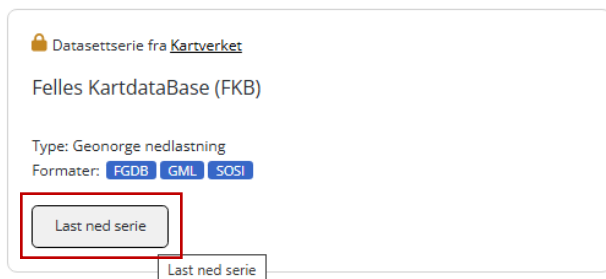 Datasettserie fra Kartverket
Felles KartdataBase (FKB)
Type: Geonorge nedlastning
Formater: FGDB GML SOSI
Last ned serie
Last ned serie